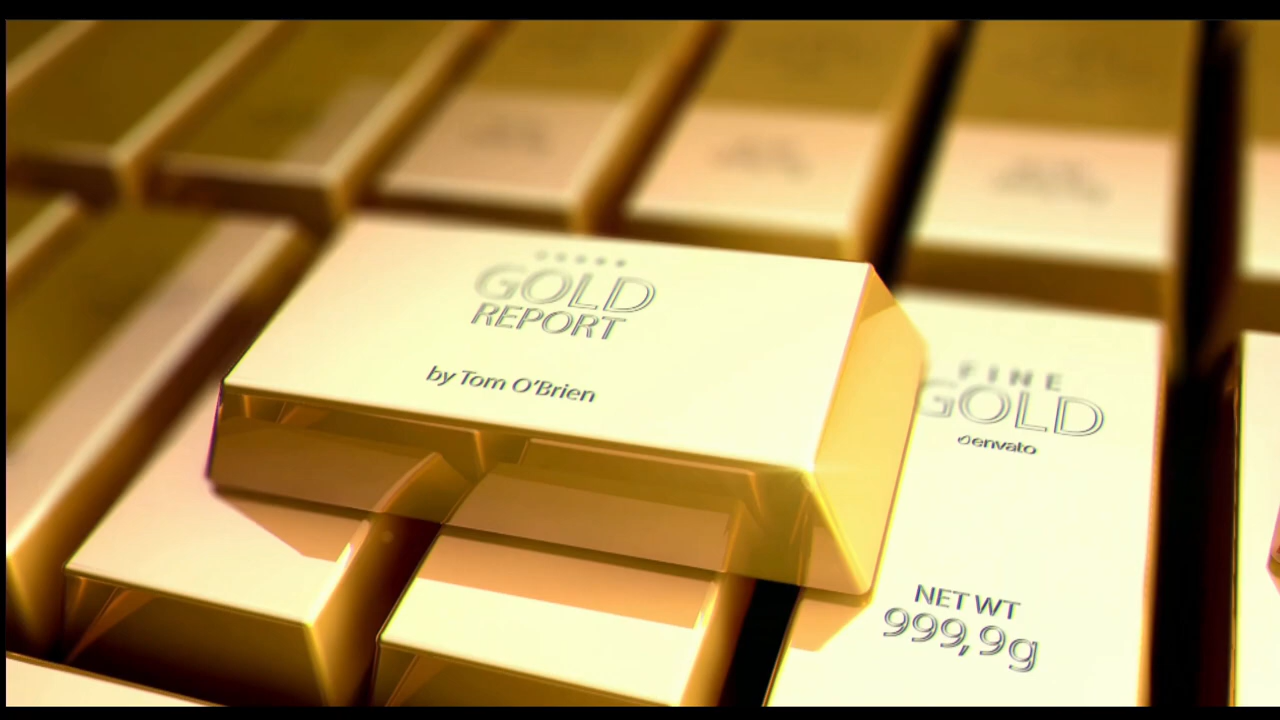 GOLD
REPORT
by Tom O'Brien
FINE
GOLD
envato
NET WT
999,9g